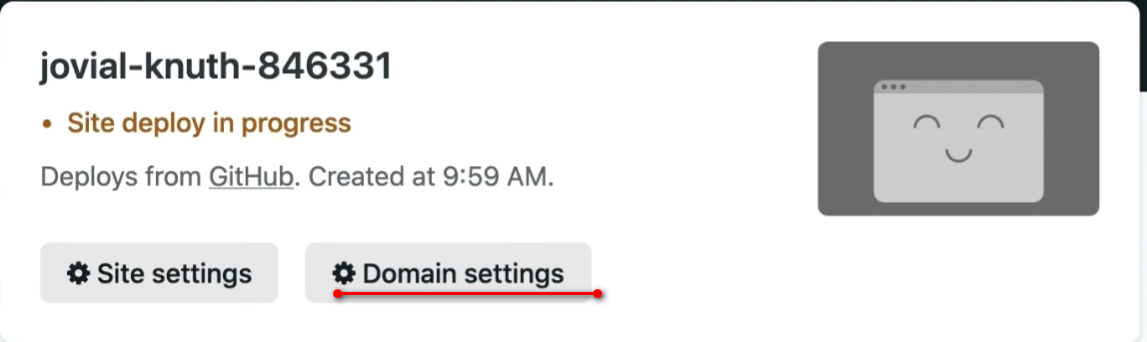 jovial-knuth-846331
• Site deploy in progress
Deploys from GitHub. Created at 9:59 AM.
Site settings
Domain settings